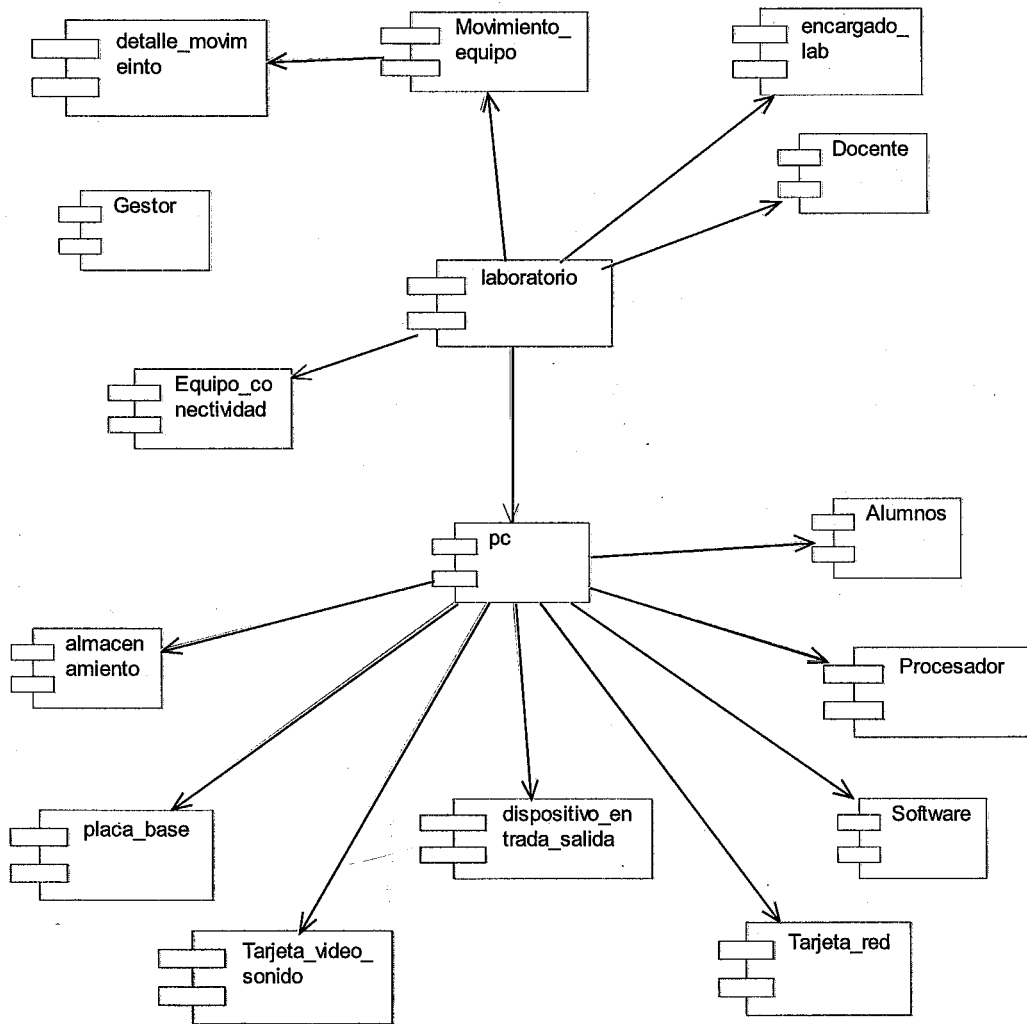 detalle_movim
einto
Movimiento_
equipo
encargado_
lab
Docente
Gestor
laboratorio
Equipo_co
nectividad
pc
Alumnos
almacen
amiento
Procesador
placa_base
dispositivo_en
trada_salida
Software
Tarjeta_video_
sonido
Tarjeta_red